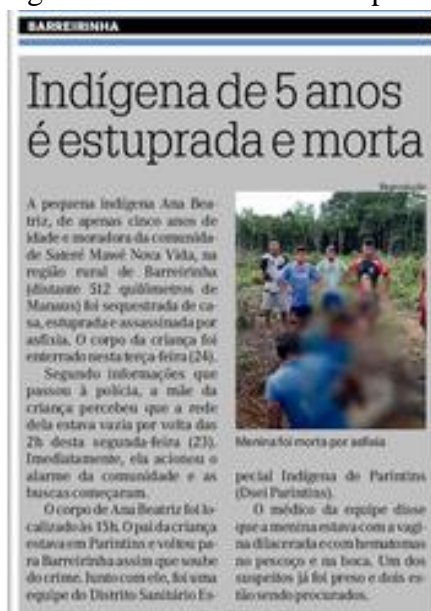 BARREIRINHA
Indígena de 5 anos
é estuprada e morta
Reprodução
A pequena indígena Ana Bea-
triz, de apenas cinco anos de
idade e moradora da comunida-
de Sateré Mawé Nova Vida, na
região rural de Barreirinha
(distante 512 quilômetros de
Manaus) foi sequestrada de ca-
sa, estuprada e assassinada por
asfixia. O corpo da criança foi
enterrado nesta terça-feira (24).
Segundo informações que
passou à polícia, a mãe da
criança percebeu que a rede
dela estava vazia por volta das
2h desta segunda-feira (23).
Imediatamente, ela acionou o
alarme da comunidade e as
buscas começaram.
O corpo de Ana Beatriz foi lo-
calizado às 15h. O pai da criança
estava em Parintins e voltou pa-
ra Barreirinha assim que soube
do crime. Junto com ele, foi uma
equipe do Distrito Sanitário Es-
Menina foi morta por asfixia
pecial Indígena de Parintins
(Dsei Parintins).
O médico da equipe disse
que a menina estava com a vagi-
na dilacerada e com hematomas
no pescoço e na boca. Um dos
suspeitos já foi preso e dois es-
tão sendo procurados.